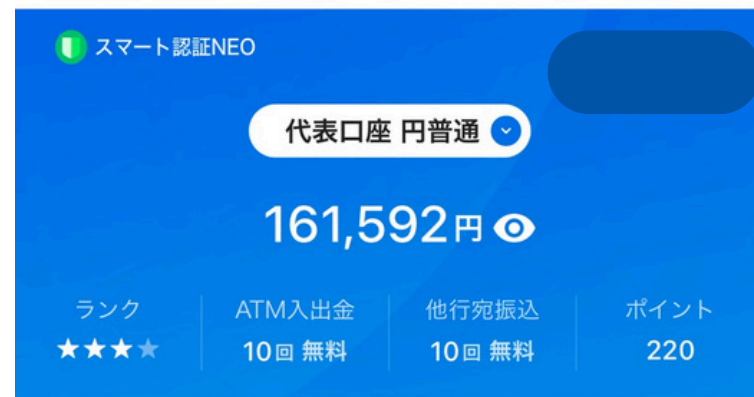 スマート認証NEO
代表口座 円普通
161,592円
ランク ATM入出金 他行宛振込 ポイント
★★★★ 10回 無料 10回 無料 220